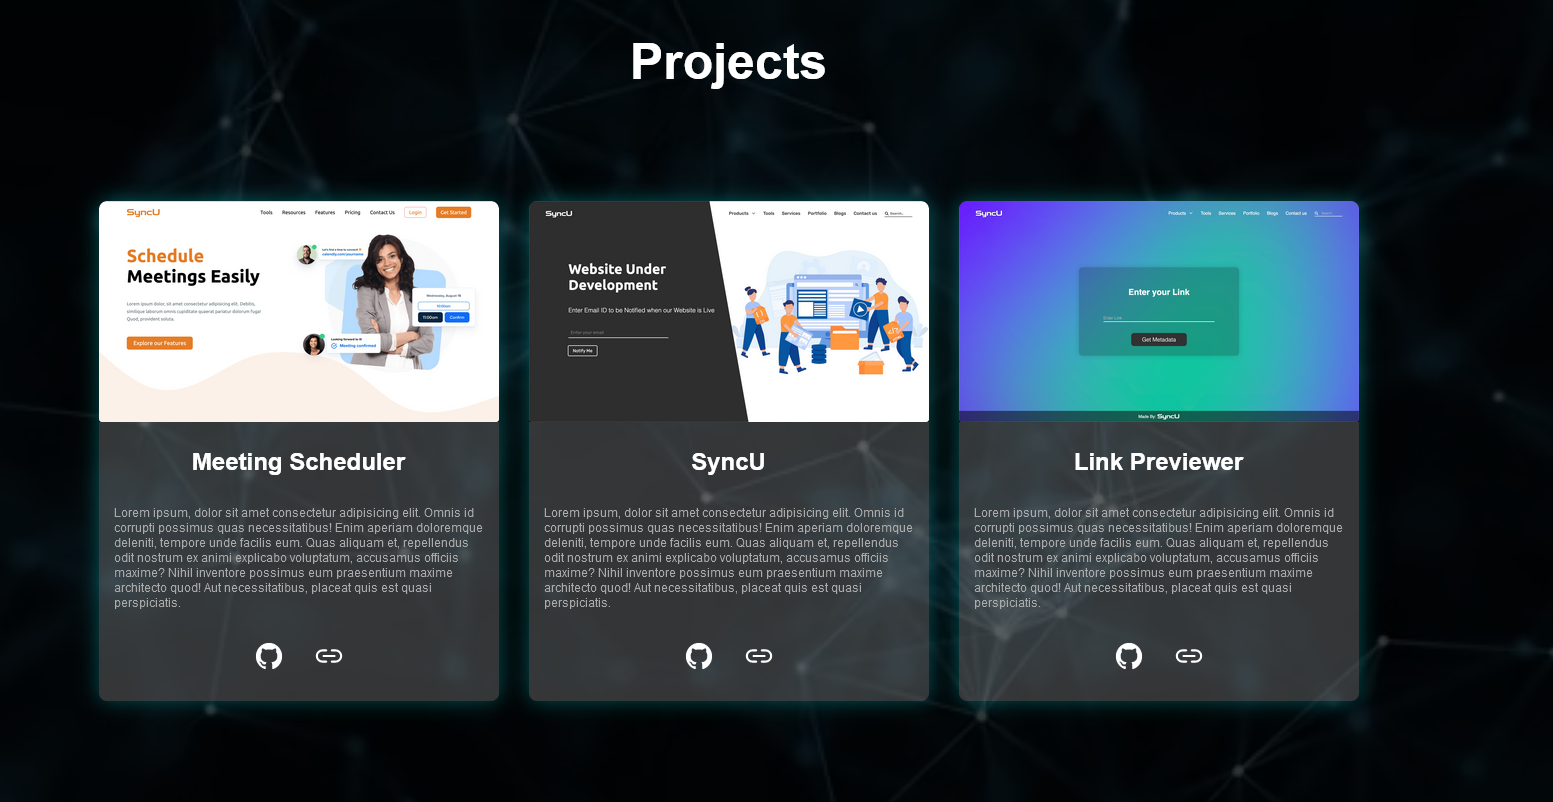 Projects
SyncU
Tools Resources Features Pricing Contact Us Login Get Started
Schedule
Meetings Easily
Let's find a time to connect
calendly.com/yourname
Lorem ipsum dolor, sit amet consectetur adipisicing elit. Debitis,
similique laborum omnis cupiditate quaerat pariatur dolorum fugai
Quod, provident soluta.
Explore our Features
Wednesday, August 18
10:00am
11:00am Confirm
Looking forward to it!
Meeting confirmed
SyncU
Products Tools Services Portfolio Blogs Contact us Search...
Website Under
Development
Enter Email ID to be Notified when our Website is Live
Enter your email
Notify Me
SyncU
Products Tools Services Portfolio Blogs Contact us
Enter your Link
Enter Link
Get Metadata
Made By: SyncU
Meeting Scheduler
Lorem ipsum, dolor sit amet consectetur adipisicing elit. Omnis id
corrupti possimus quas necessitatibus! Enim aperiam doloremque
deleniti, tempore unde facilis eum. Quas aliquam et, repellendus
odit nostrum ex animi explicabo voluptatum, accusamus officiis
maxime? Nihil inventore possimus eum praesentium maxime
architecto quod! Aut necessitatibus, placeat quis est quasi
perspiciatis.
SyncU
Lorem ipsum, dolor sit amet consectetur adipisicing elit. Omnis id
corrupti possimus quas necessitatibus! Enim aperiam doloremque
deleniti, tempore unde facilis eum. Quas aliquam et, repellendus
odit nostrum ex animi explicabo voluptatum, accusamus officiis
maxime? Nihil inventore possimus eum praesentium maxime
architecto quod! Aut necessitatibus, placeat quis est quasi
perspiciatis.
Link Previewer
Lorem ipsum, dolor sit amet consectetur adipisicing elit. Omnis id
corrupti possimus quas necessitatibus! Enim aperiam doloremque
deleniti, tempore unde facilis eum. Quas aliquam et, repellendus
odit nostrum ex animi explicabo voluptatum, accusamus officiis
maxime? Nihil inventore possimus eum praesentium maxime
architecto quod! Aut necessitatibus, placeat quis est quasi
perspiciatis.